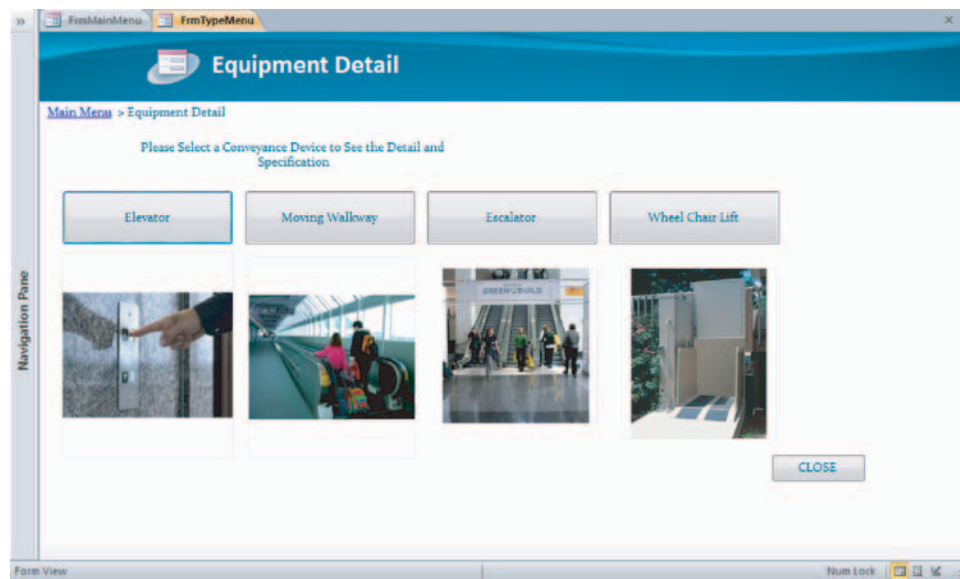 FrmMainMenu
FrmTypeMenu
Equipment Detail
Main Menu > Equipment Detail
Please Select a Conveyance Device to See the Detail and
Specification
Elevator
Moving Walkway
Escalator
Wheel Chair Lift
GREENBUILD
CLOSE
Navigation Pane
Form View
Num Lock